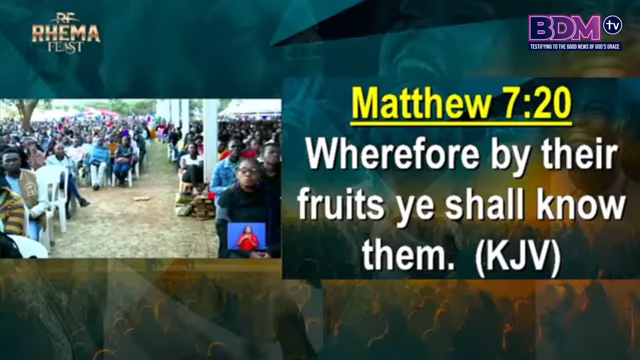 RF
RHEMA
FEAST
BDM tv
TESTIFYING TO THE GOOD NEWS OF GOD'S GRACE
Matthew 7:20
Wherefore by their
fruits ye shall know
them. (KJV)